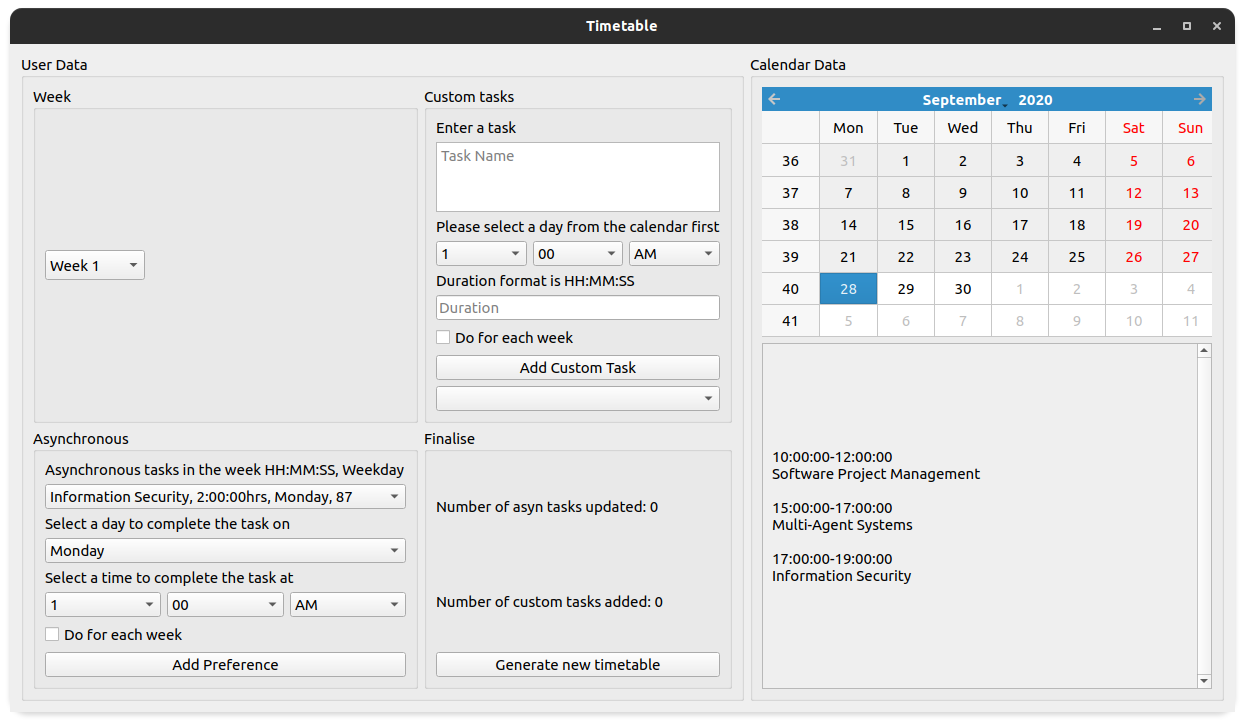 Timetable
User Data
Week
Week 1
Custom tasks
Enter a task
Task Name
Please select a day from the calendar first
1 00 AM
Duration format is HH:MM:SS
Duration
Do for each week
Add Custom Task
Asynchronous
Asynchronous tasks in the week HH:MM:SS, Weekday
Information Security, 2:00:00hrs, Monday, 87
Select a day to complete the task on
Monday
Select a time to complete the task at
1 00 AM
Do for each week
Add Preference
Finalise
Number of asyn tasks updated: 0
Number of custom tasks added: 0
Generate new timetable
Calendar Data
September 2020
Mon Tue Wed Thu Fri Sat Sun
36 31 1 2 3 4 5 6
37 7 8 9 10 11 12 13
38 14 15 16 17 18 19 20
39 21 22 23 24 25 26 27
40 28 29 30 1 2 3 4
41 5 6 7 8 9 10 11
10:00:00-12:00:00
Software Project Management
15:00:00-17:00:00
Multi-Agent Systems
17:00:00-19:00:00
Information Security